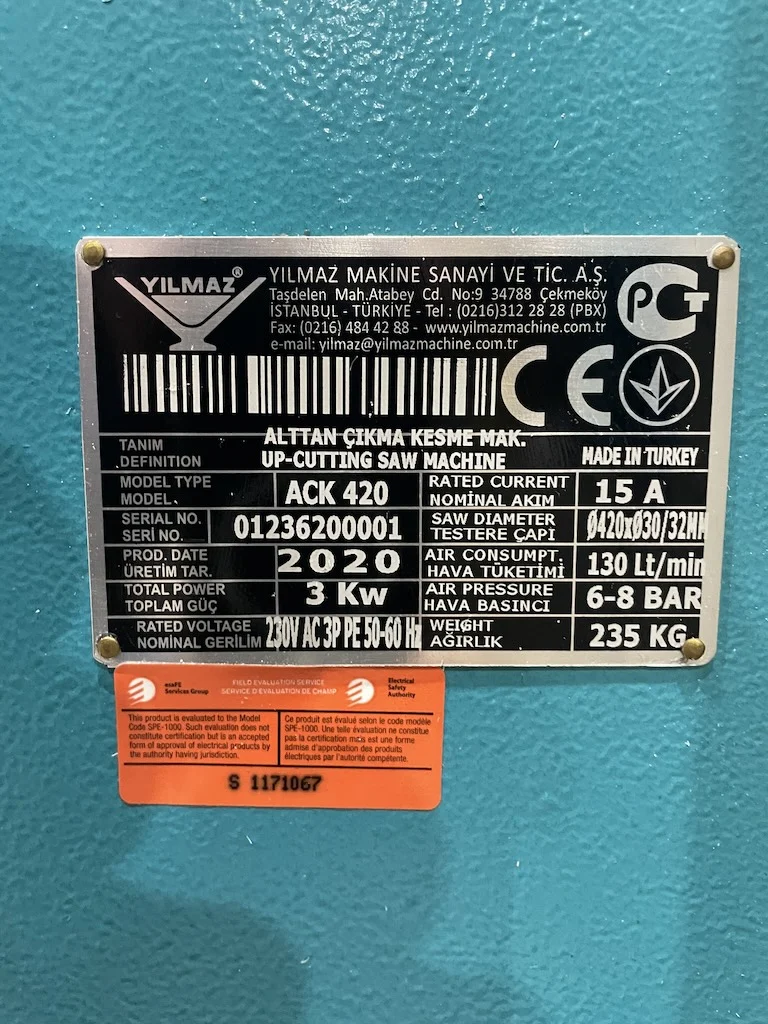 YILMAZ®
YILMAZ MAKİNE SANAYİ VE TİC. A.Ş.
Taşdelen Mah.Atabey Cd. No:9 34788 Çekmeköy
İSTANBUL - TÜRKİYE - Tel : (0216)312 28 28 (PBX)
Fax: (0216) 484 42 88 - www.yilmazmachine.com.tr
e-mail: yilmaz@yilmazmachine.com.tr
PCT
CE
TANIM
DEFINITION
ALTTAN ÇIKMA KESME MAK.
UP-CUTTING SAW MACHINE
MADE IN TURKEY
MODEL TYPE
MODEL.
ACK 420
RATED CURRENT
NOMİNAL AKIM
15 A
SERIAL NO.
SERİ NO.
01236200001
SAW DIAMETER
TESTERE ÇAPI
Ø420xØ30/32MM
PROD. DATE
ÜRETİM TAR.
2020
AIR CONSUMPT.
HAVA TÜKETİMİ
130 Lt/min
TOTAL POWER
TOPLAM GÜÇ
3 Kw
AIR PRESSURE
HAVA BASINCI
6-8 BAR
RATED VOLTAGE
NOMİNAL GERİLİM
230V AC 3P PE 50-60 Hz
WEIGHT
AĞIRLIK
235 KG
esaFE
Services Group
FIELD EVALUATION SERVICE
SERVICE D'ÉVALUATION DE CHAMP
Electrical
Safety
Authority
This product is evaluated to the Model
Code SPE-1000. Such evaluation does not
constitute certification but is an accepted
form of approval of electrical products by
the authority having jurisdiction.
Ce produit est évalué selon le code modèle
SPE-1000. Une telle évaluation ne constitue
pas la certification mais est une forme
admise d'approbation des produits
électriques par l'autorité compétente.
S 1171067